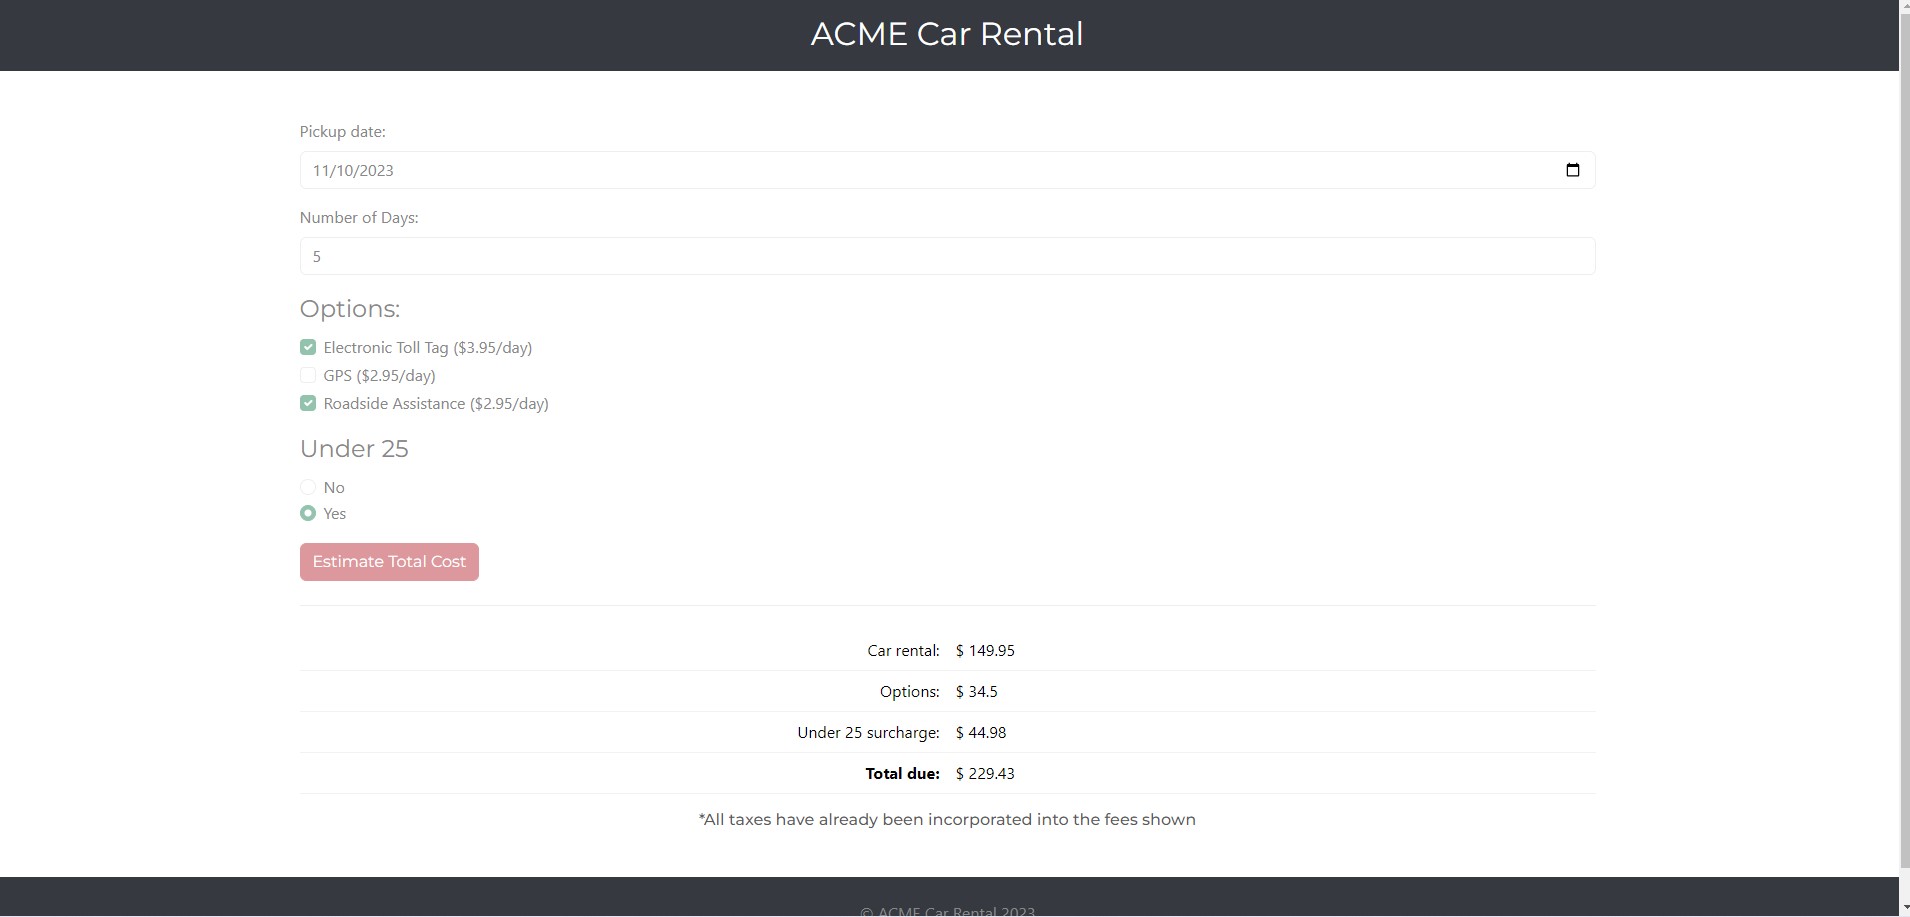 ACME Car Rental
Pickup date:
11/10/2023
Number of Days:
5
Options:
Electronic Toll Tag ($3.95/day)
GPS ($2.95/day)
Roadside Assistance ($2.95/day)
Under 25
No
Yes
Estimate Total Cost
Car rental: $ 149.95
Options: $ 34.5
Under 25 surcharge: $ 44.98
Total due: $ 229.43
*All taxes have already been incorporated into the fees shown
© ACME Car Rental 2023